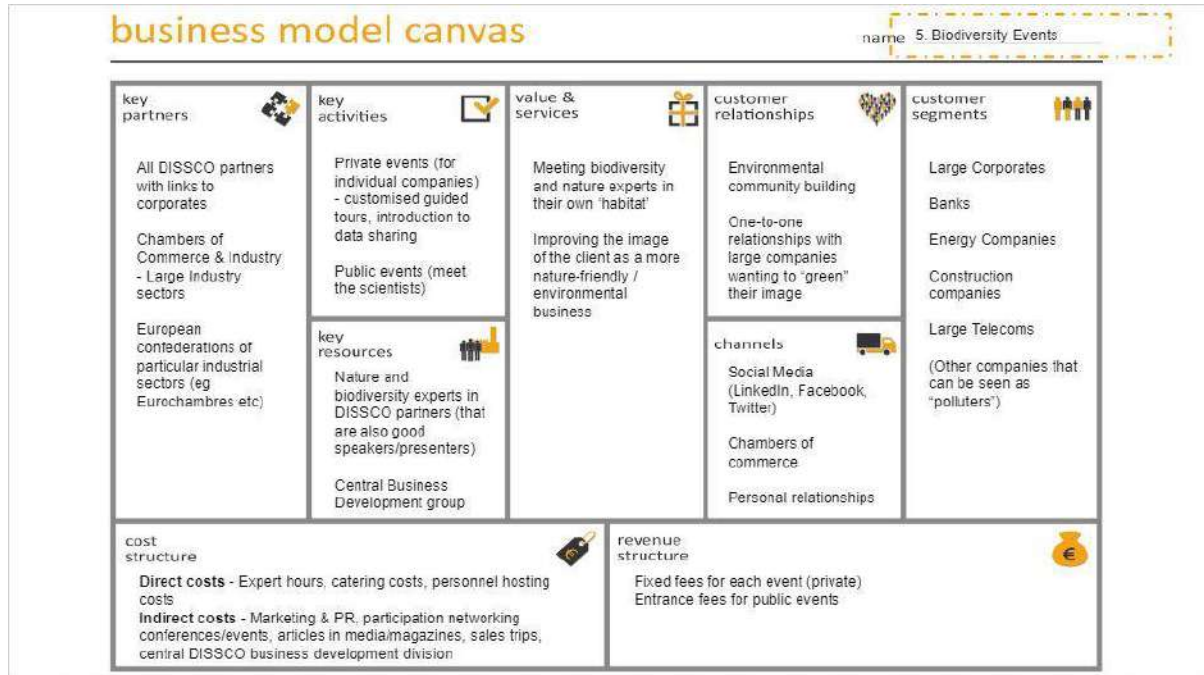 business model canvas
name 5. Biodiversity Events
key
partners
All DISSCO partners
with links to
corporates
Chambers of
Commerce & Industry
- Large Industry
sectors
European
confederations of
particular industrial
sectors (eg
Eurochambres etc)
key
activities
Private events (for
individual companies)
- customised guided
tours, introduction to
data sharing
Public events (meet
the scientists)
key
resources
Nature and
biodiversity experts in
DISSCO partners (that
are also good
speakers/presenters)
Central Business
Development group
value &
services
Meeting biodiversity
and nature experts in
their own 'habitat'
Improving the image
of the client as a more
nature-friendly /
environmental
business
customer
relationships
Environmental
community building
One-to-one
relationships with
large companies
wanting to "green"
their image
channels
Social Media
(LinkedIn, Facebook,
Twitter)
Chambers of
commerce
Personal relationships
customer
segments
Large Corporates
Banks
Energy Companies
Construction
companies
Large Telecoms
(Other companies that
can be seen as
"polluters")
cost
structure
€
Direct costs - Expert hours, catering costs, personnel hosting
costs
Indirect costs - Marketing & PR, participation networking
conferences/events, articles in media/magazines, sales trips,
central DISSCO business development division
revenue
structure
€
Fixed fees for each event (private)
Entrance fees for public events